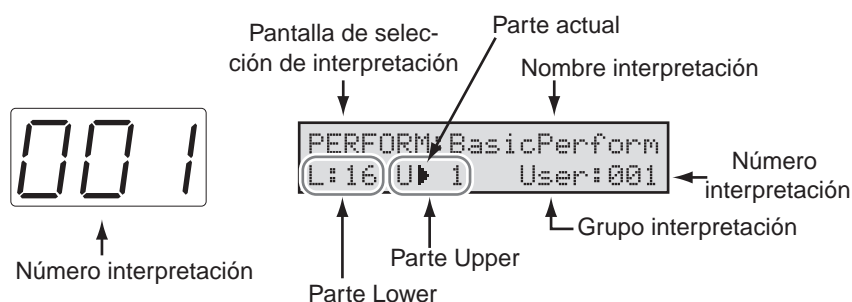 Pantalla de selec-
ción de interpretación
Parte actual
Nombre interpretación
001
PERFORM:BasicPerform
L:16 U▶ 1 User:001
Número
interpretación
Número interpretación
Grupo interpretación
Parte Upper
Parte Lower